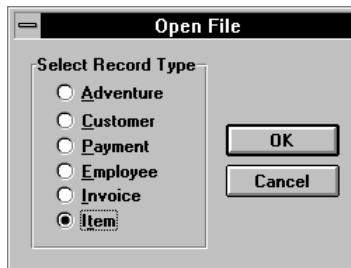 Open File
Select Record Type
Adventure
Customer
Payment
Employee
Invoice
Item
OK
Cancel